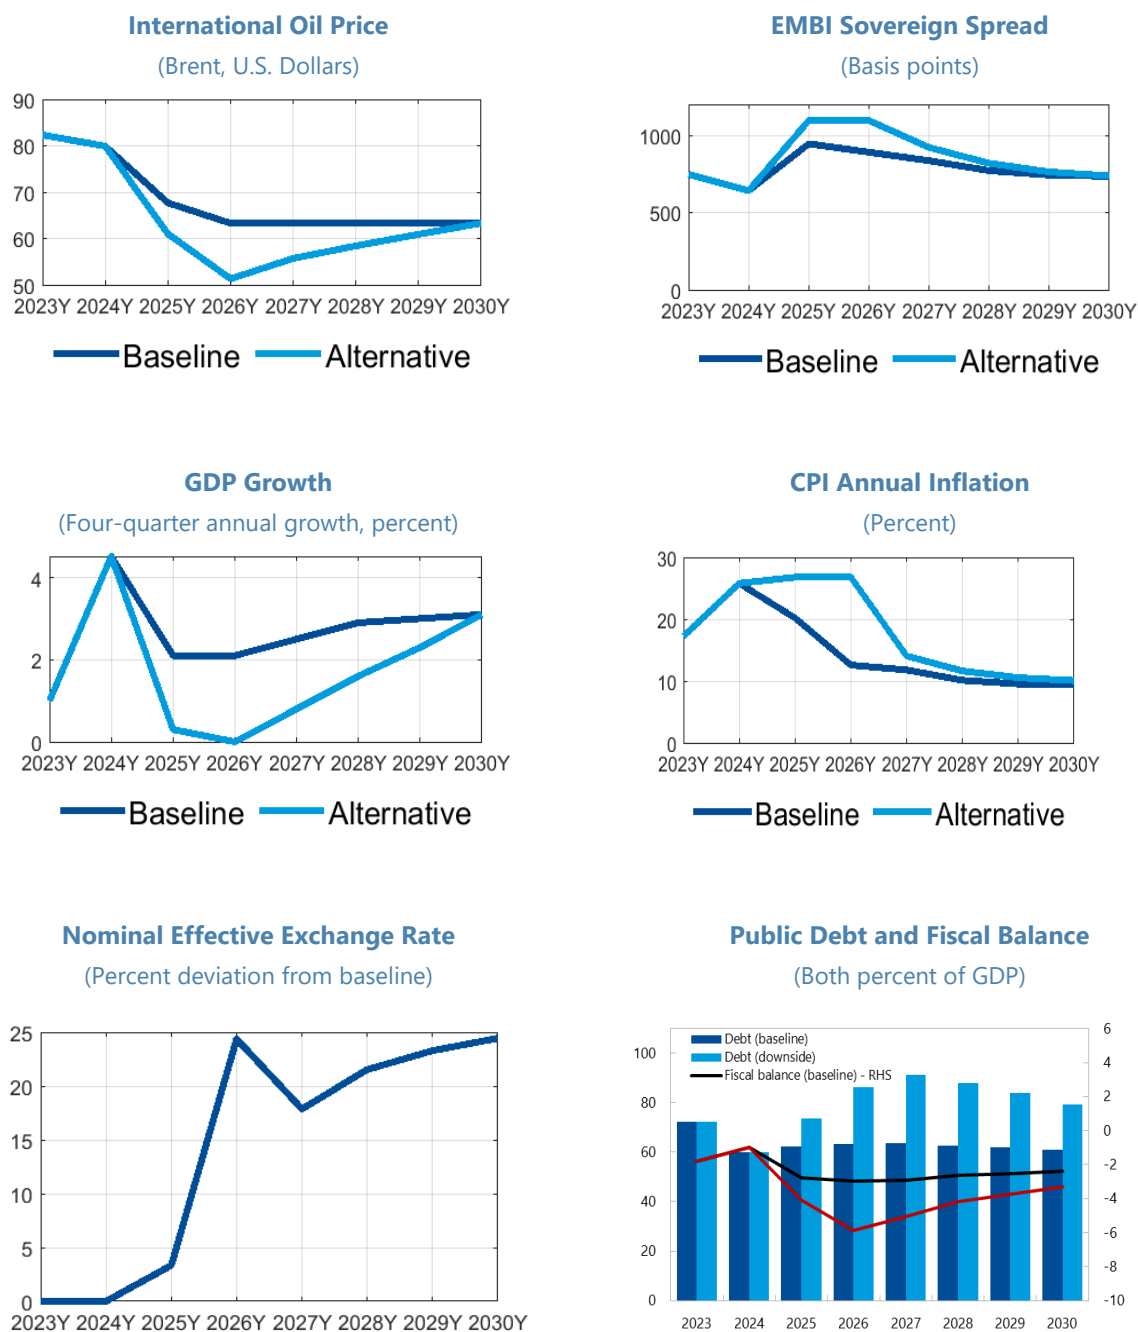 International Oil Price
(Brent, U.S. Dollars)
90
80
70
60
50
2023Y 2024Y 2025Y 2026Y 2027Y 2028Y 2029Y 2030Y
Baseline Alternative
EMBI Sovereign Spread
(Basis points)
1000
500
0
2023Y 2024Y 2025Y 2026Y 2027Y 2028Y 2029Y 2030Y
Baseline Alternative
GDP Growth
(Four-quarter annual growth, percent)
4
2
0
2023Y 2024Y 2025Y 2026Y 2027Y 2028Y 2029Y 2030Y
Baseline Alternative
CPI Annual Inflation
(Percent)
30
20
10
0
2023Y 2024Y 2025Y 2026Y 2027Y 2028Y 2029Y 2030Y
Baseline Alternative
Nominal Effective Exchange Rate
(Percent deviation from baseline)
25
20
15
10
5
0
2023Y 2024Y 2025Y 2026Y 2027Y 2028Y 2029Y 2030Y
Public Debt and Fiscal Balance
(Both percent of GDP)
Debt (baseline)
Debt (downside)
Fiscal balance (baseline) - RHS
100
80
60
40
20
0
6
4
2
0
-2
-4
-6
-8
-10
2023 2024 2025 2026 2027 2028 2029 2030